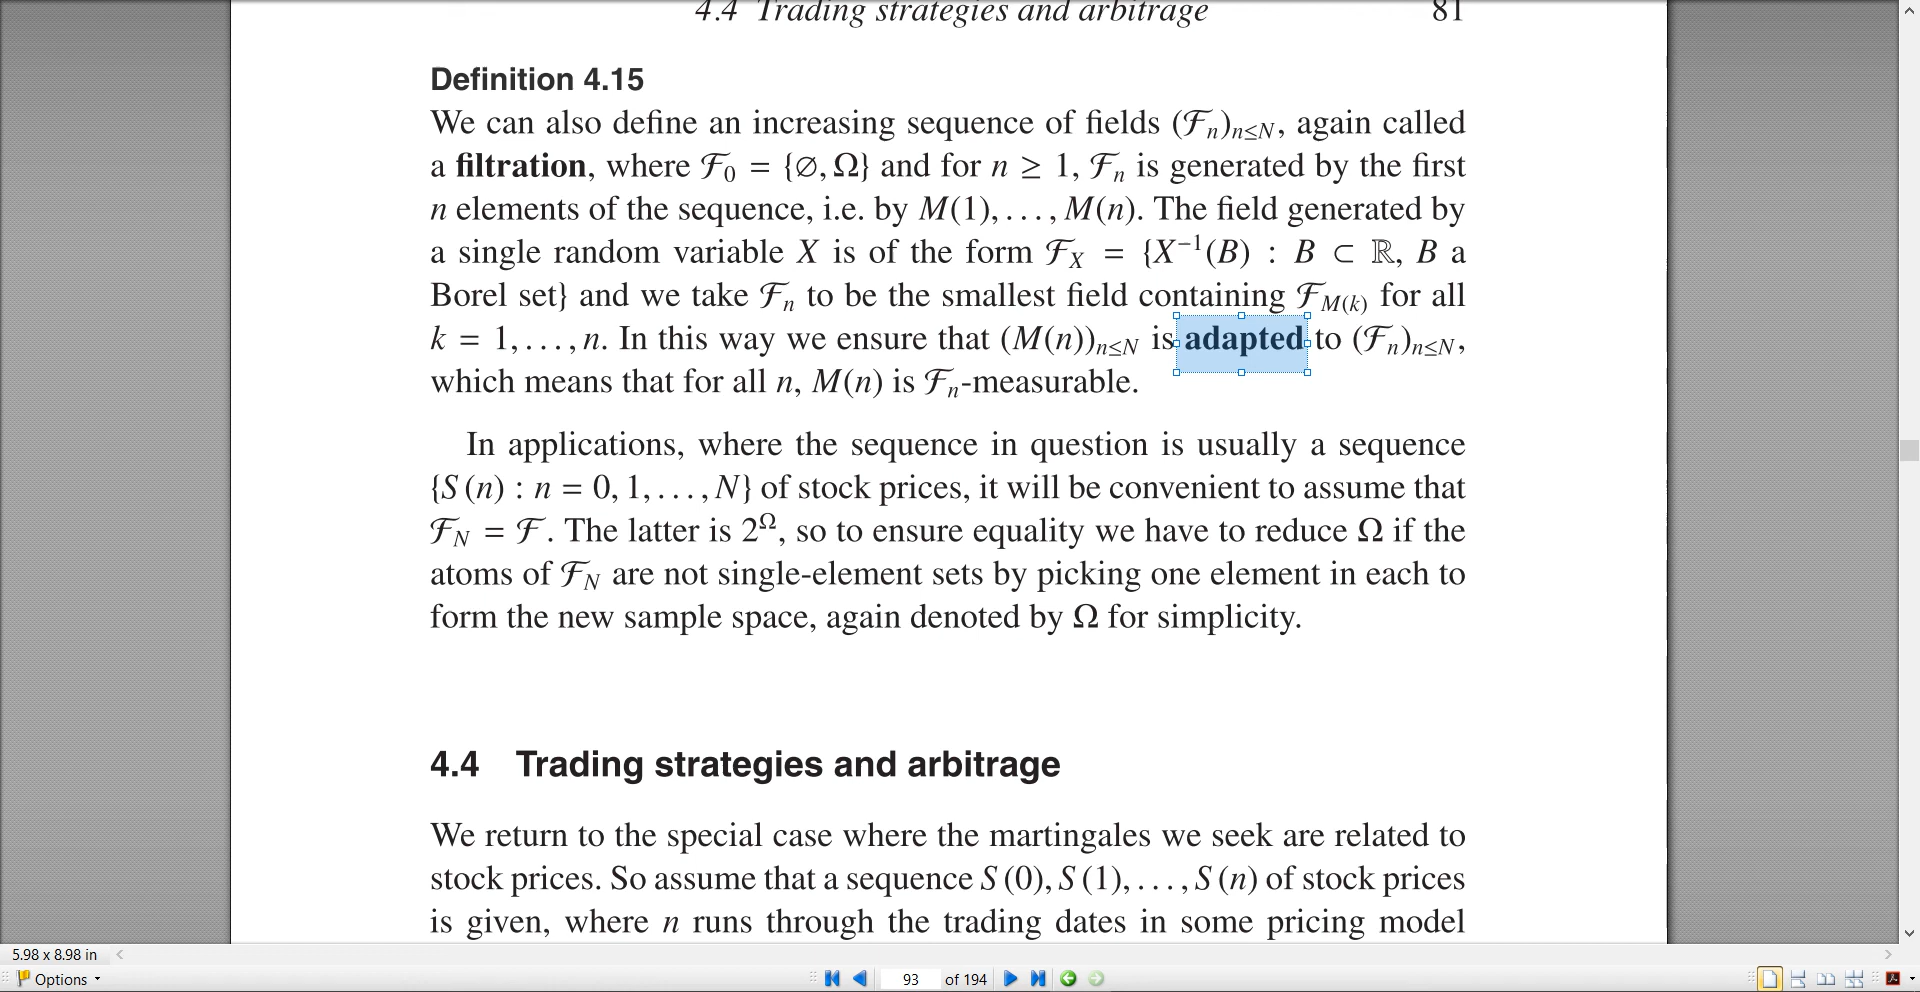 4.4 Trading strategies and arbitrage 81
Definition 4.15
We can also define an increasing sequence of fields (ℱₙ)ₙ≤N, again called
a filtration, where ℱ₀ = {∅, Ω} and for n ≥ 1, ℱₙ is generated by the first
n elements of the sequence, i.e. by M(1), . . . , M(n). The field generated by
a single random variable X is of the form ℱ_X = {X⁻¹(B) : B ⊂ ℝ, B a
Borel set} and we take ℱₙ to be the smallest field containing ℱ_M(k) for all
k = 1, . . . , n. In this way we ensure that (M(n))ₙ≤N is adapted to (ℱₙ)ₙ≤N,
which means that for all n, M(n) is ℱₙ-measurable.
In applications, where the sequence in question is usually a sequence
{S(n) : n = 0, 1, . . . , N} of stock prices, it will be convenient to assume that
ℱ_N = ℱ. The latter is 2^Ω, so to ensure equality we have to reduce Ω if the
atoms of ℱ_N are not single-element sets by picking one element in each to
form the new sample space, again denoted by Ω for simplicity.
4.4 Trading strategies and arbitrage
We return to the special case where the martingales we seek are related to
stock prices. So assume that a sequence S(0), S(1), . . . , S(n) of stock prices
is given, where n runs through the trading dates in some pricing model
5.98 x 8.98 in
Options
93 of 194